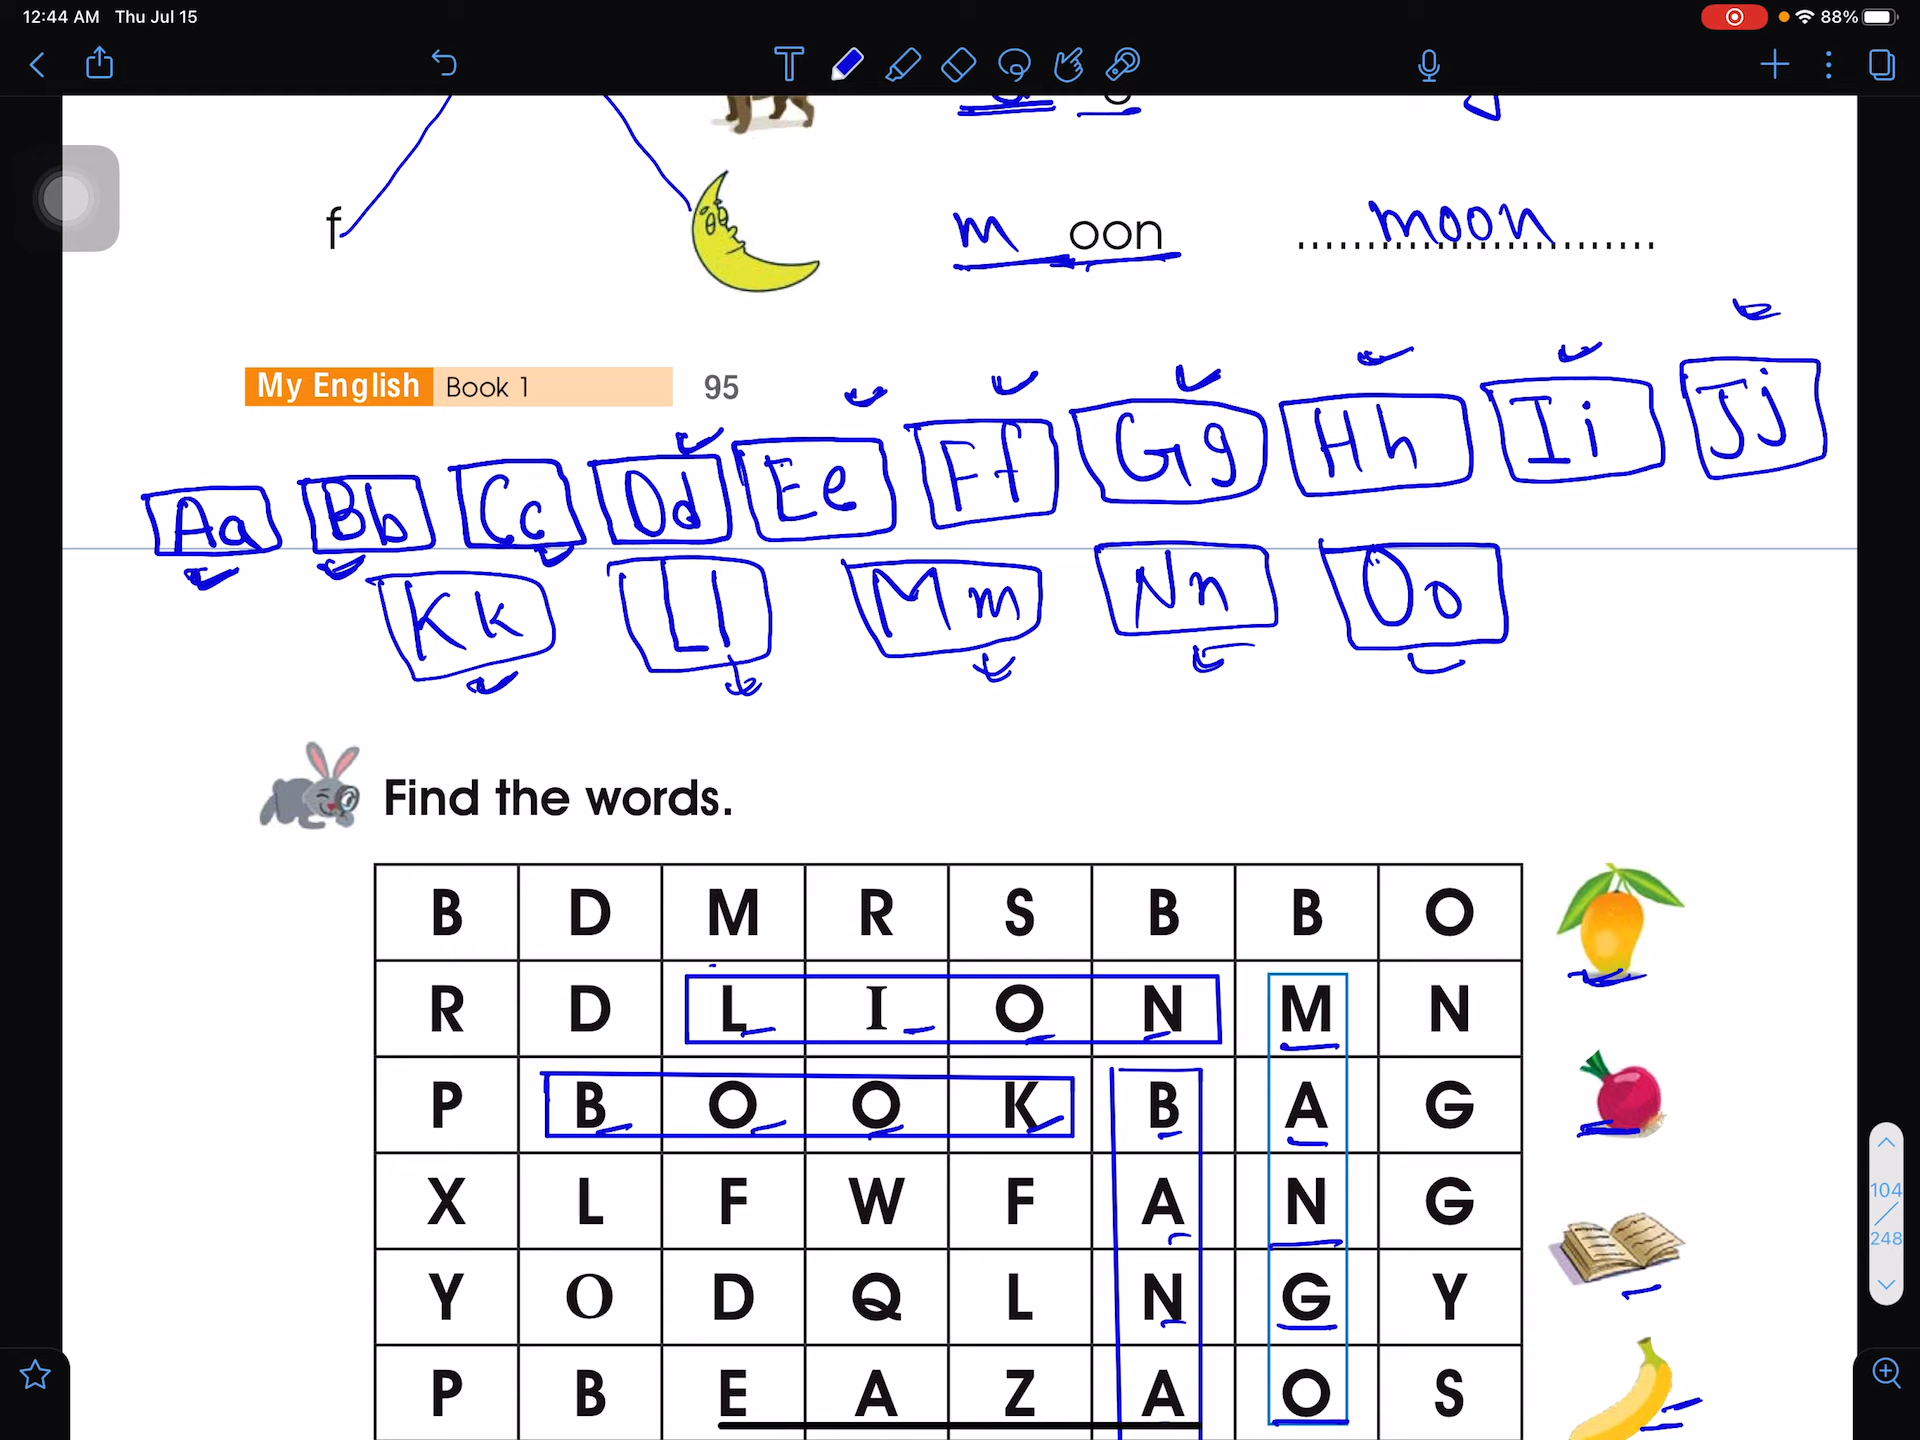 12:44 AM Thu Jul 15
88%
T
f
m oon
moon
My English Book 1 95
Aa Bb Cc Dd Ee Ff Gg Hh Ii Jj
Kk Ll Mm Nn Oo
Find the words.
B D M R S B B O
R D L I O N M N
P B O O K B A G
X L F W F A N G
Y O D Q L N G Y
P B E A Z A O S
104
/
248